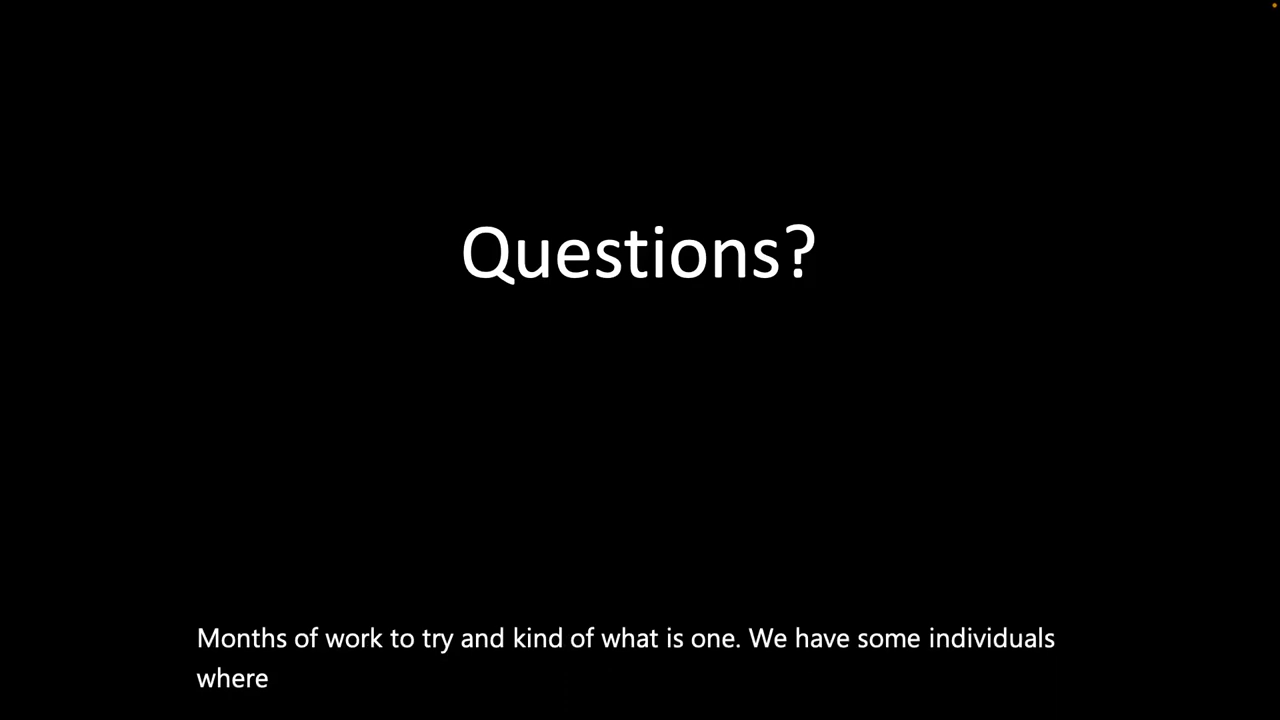 Questions?
Months of work to try and kind of what is one. We have some individuals
where